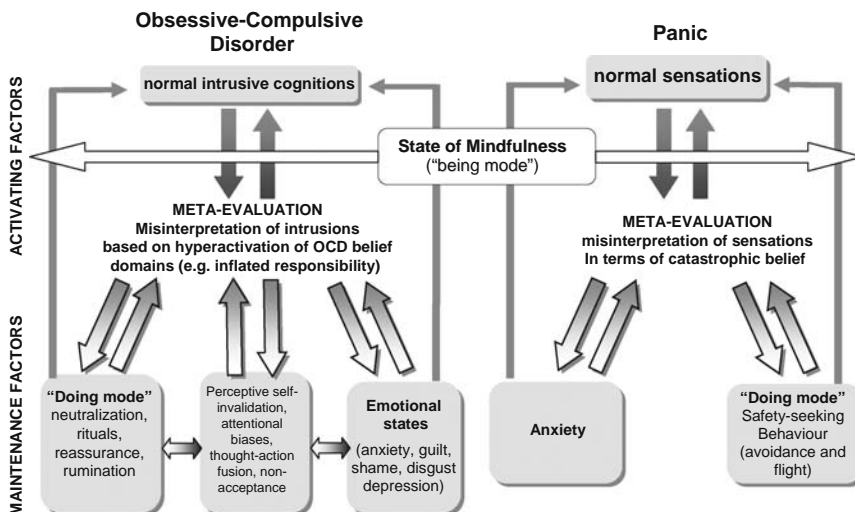 Obsessive-Compulsive
Disorder
normal intrusive cognitions
Panic
normal sensations
ACTIVATING FACTORS
State of Mindfulness
(“being mode”)
META-EVALUATION
Misinterpretation of intrusions
based on hyperactivation of OCD belief
domains (e.g. inflated responsibility)
META-EVALUATION
misinterpretation of sensations
In terms of catastrophic belief
MAINTENANCE FACTORS
“Doing mode”
neutralization,
rituals,
reassurance,
rumination
Perceptive self-
invalidation,
attentional
biases,
thought-action
fusion, non-
acceptance
Emotional
states
(anxiety, guilt,
shame, disgust
depression)
Anxiety
“Doing mode”
Safety-seeking
Behaviour
(avoidance and
flight)